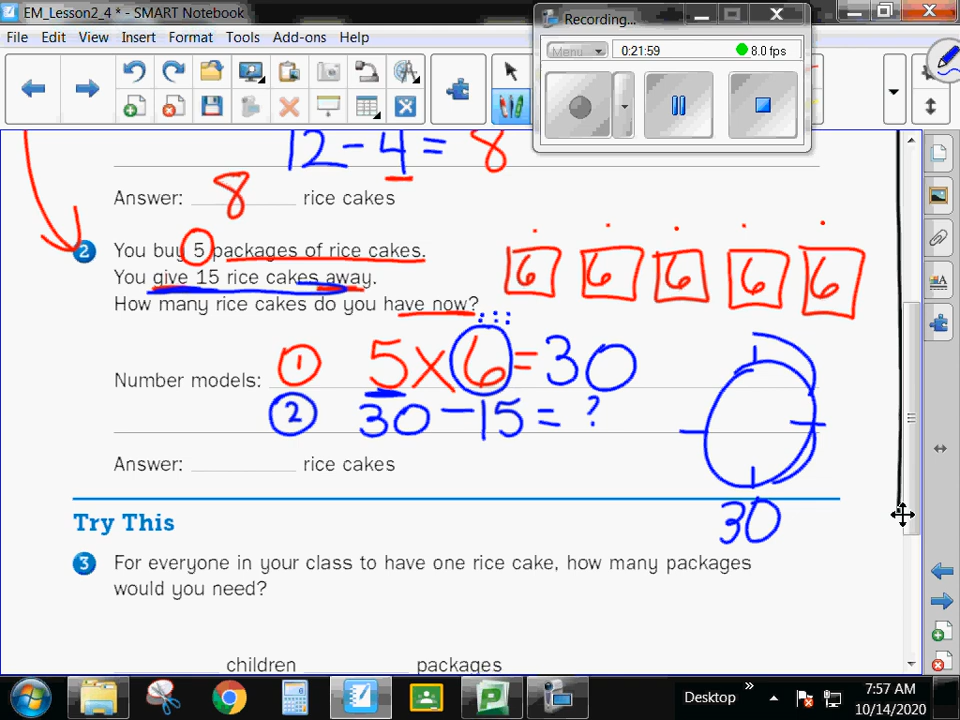 EM_Lesson2_4 * - SMART Notebook
Recording...
File Edit View Insert Format Tools Add-ons Help
Menu 0:21:59 8.0 fps
12 - 4 = 8
Answer: 8 rice cakes
2 You buy 5 packages of rice cakes.
You give 15 rice cakes away.
How many rice cakes do you have now?
6 6 6 6 6
Number models: 1 5 x 6 = 30
2 30 - 15 = ?
Answer: rice cakes
30
Try This
3 For everyone in your class to have one rice cake, how many packages
would you need?
children packages
Desktop » 7:57 AM
10/14/2020